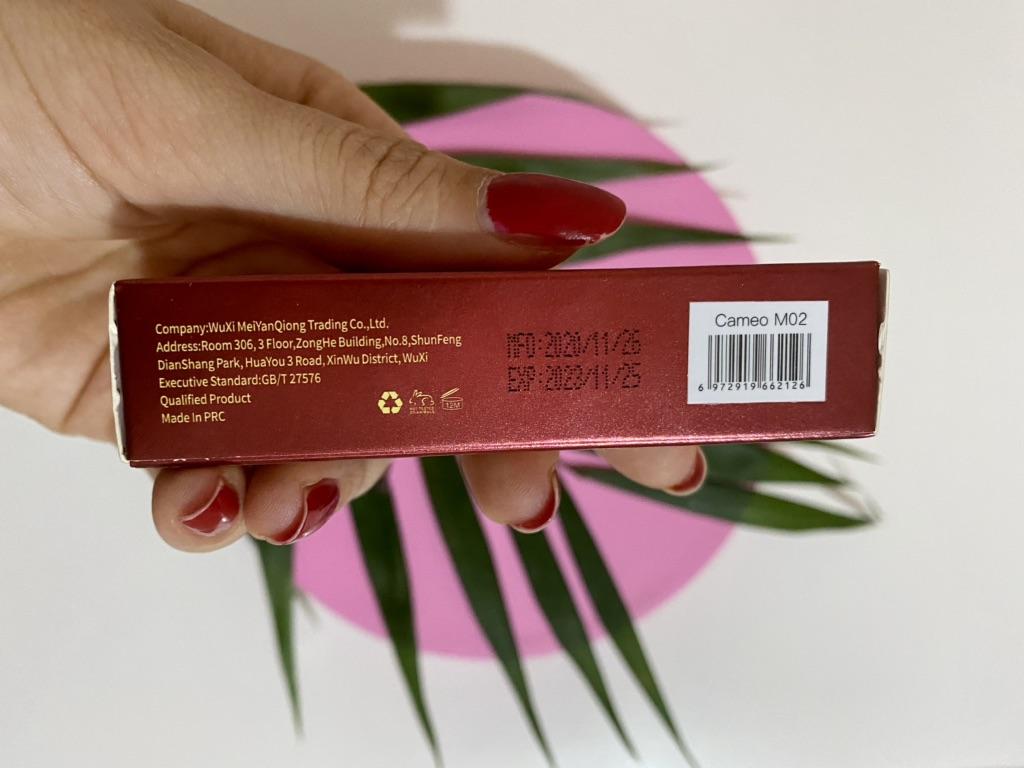 Company:WuXi MeiYanQiong Trading Co.,Ltd.
Address:Room 306, 3 Floor,ZongHe Building,No.8,ShunFeng
DianShang Park, HuaYou 3 Road, XinWu District, WuXi
Executive Standard:GB/T 27576
Qualified Product
Made In PRC
12M
MFD:2020/11/26
EXP:2023/11/25
Cameo M02
6 972919 662126